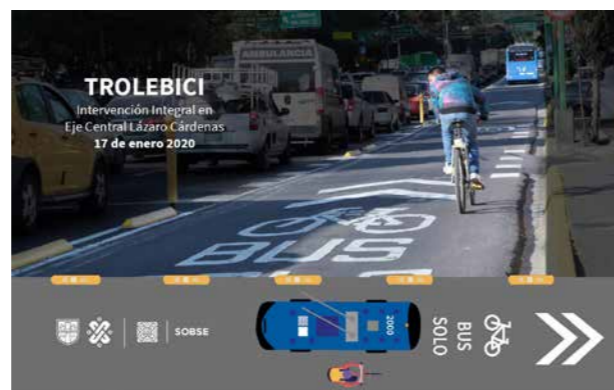 AMBULANCIA
TROLEBICI
Intervención Integral en
Eje Central Lázaro Cárdenas
17 de enero 2020
BUS
SOBSE
2000
SOLO
BUS